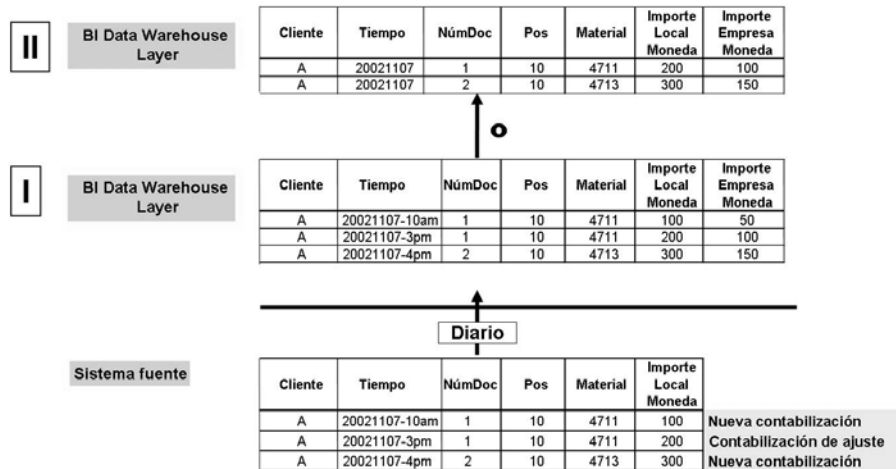 II
BI Data Warehouse
Layer
Cliente Tiempo NúmDoc Pos Material Importe Local Moneda Importe Empresa Moneda
A 20021107 1 10 4711 200 100
A 20021107 2 10 4713 300 150
o
I
BI Data Warehouse
Layer
Cliente Tiempo NúmDoc Pos Material Importe Local Moneda Importe Empresa Moneda
A 20021107-10am 1 10 4711 100 50
A 20021107-3pm 1 10 4711 200 100
A 20021107-4pm 2 10 4713 300 150
Diario
Sistema fuente
Cliente Tiempo NúmDoc Pos Material Importe Local Moneda
A 20021107-10am 1 10 4711 100 Nueva contabilización
A 20021107-3pm 1 10 4711 200 Contabilización de ajuste
A 20021107-4pm 2 10 4713 300 Nueva contabilización